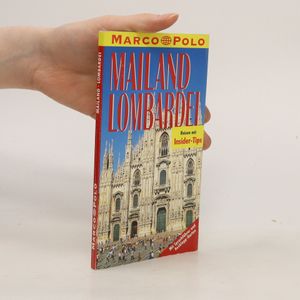 MARCO POLO
MAILAND
LOMBARDEI
Reisen mit
Insider-Tips
MARCO POLO
MAILAND LOMBARDEI